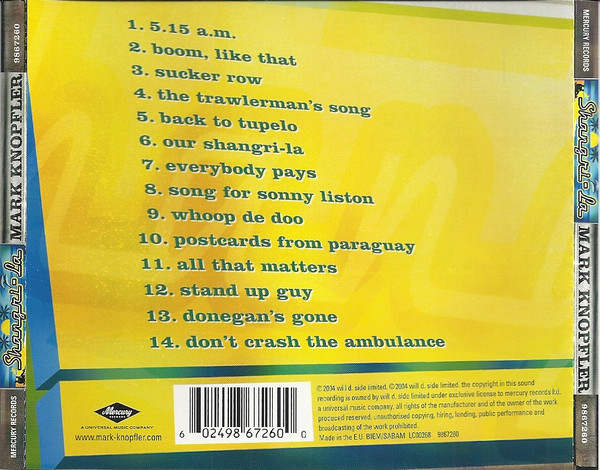 1. 5.15 a.m.
2. boom, like that
3. sucker row
4. the trawlerman's song
5. back to tupelo
6. our shangri-la
7. everybody pays
8. song for sonny liston
9. whoop de doo
10. postcards from paraguay
11. all that matters
12. stand up guy
13. donegan's gone
14. don't crash the ambulance
Mercury
RECORDS
A UNIVERSAL MUSIC COMPANY
www.mark-knopfler.com
6 02498 67260 0
℗ 2004 will d. side limited. © 2004 will d. side limited. the copyright in this sound
recording is owned by will d. side limited under exclusive license to mercury records ltd.
a universal music company. all rights of the manufacturer and of the owner of the work
produced reserved. unauthorised copying, hiring, lending, public performance and
broadcasting of the work prohibited.
Made in the E.U. BIEM/SABAM LC00268 9867260
9867260
MARK KNOPFLER
Shangri-La
MERCURY RECORDS
MERCURY RECORDS
Shangri-La
MARK KNOPFLER
9867260